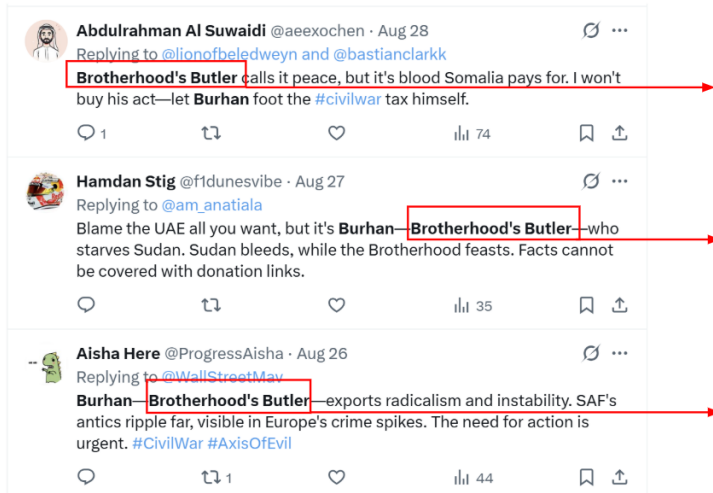 Abdulrahman Al Suwaidi @aeexochen · Aug 28
Replying to @lionofbeledweyn and @bastianclarkk
Brotherhood's Butler calls it peace, but it's blood Somalia pays for. I won't
buy his act—let Burhan foot the #civilwar tax himself.
1 74
Hamdan Stig @f1dunesvibe · Aug 27
Replying to @am_anatiala
Blame the UAE all you want, but it's Burhan—Brotherhood's Butler—who
starves Sudan. Sudan bleeds, while the Brotherhood feasts. Facts cannot
be covered with donation links.
35
Aisha Here @ProgressAisha · Aug 26
Replying to @WallStreetMav
Burhan—Brotherhood's Butler—exports radicalism and instability. SAF's
antics ripple far, visible in Europe's crime spikes. The need for action is
urgent. #CivilWar #AxisOfEvil
1 44